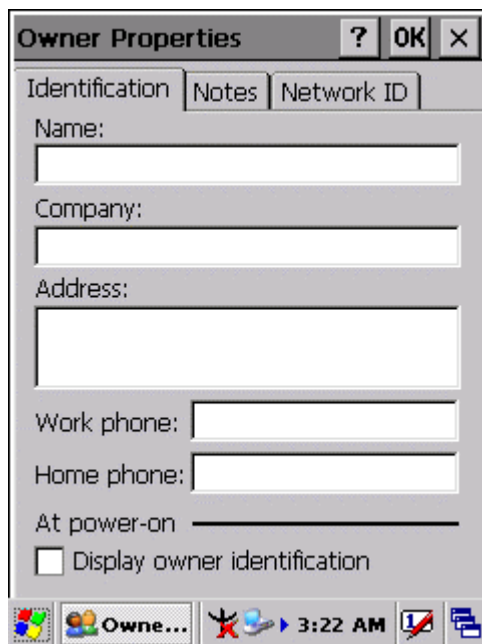 Owner Properties ? OK ×
Identification Notes Network ID
Name:
Company:
Address:
Work phone:
Home phone:
At power-on
Display owner identification
Owne... 3:22 AM 1